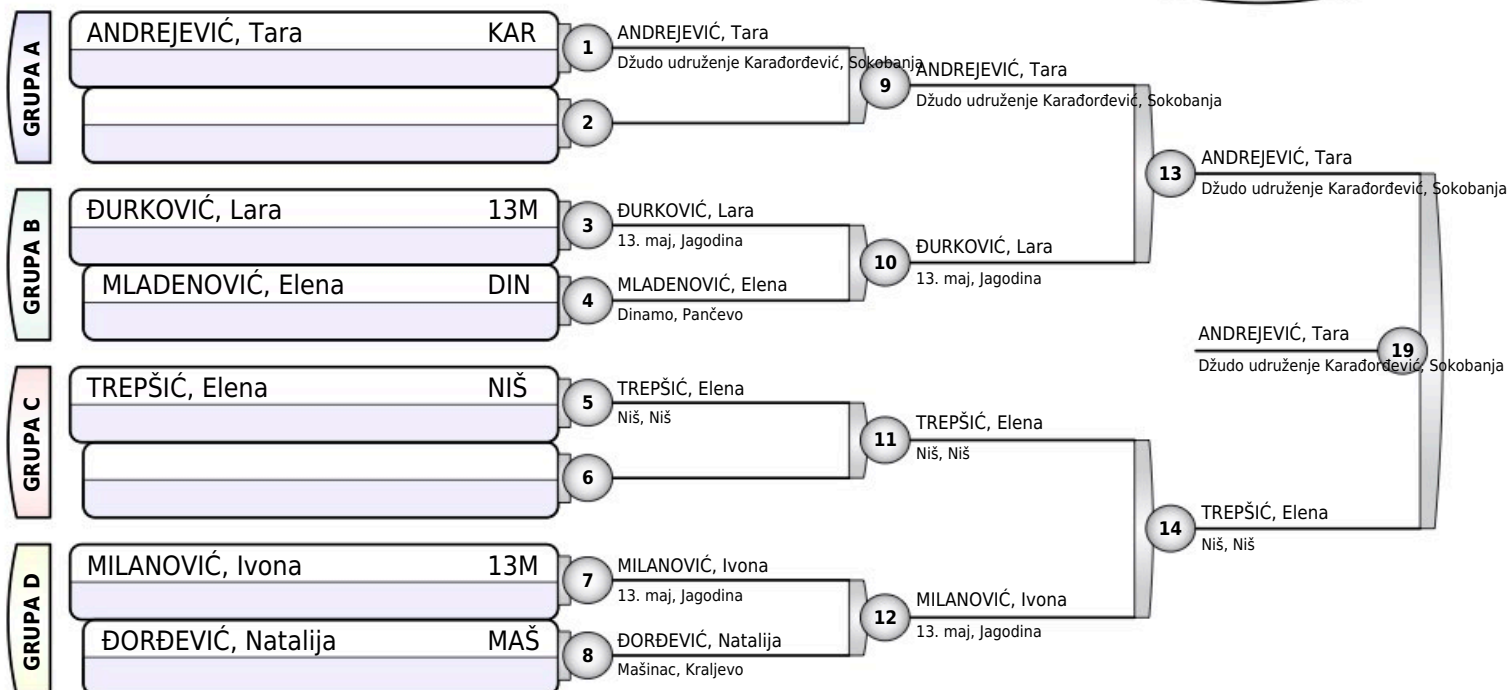 GRUPA A
ANDREJEVIĆ, Tara KAR
1
ANDREJEVIĆ, Tara
Džudo udruženje Karađorđević, Sokobanja
2
9
ANDREJEVIĆ, Tara
Džudo udruženje Karađorđević, Sokobanja
GRUPA B
ĐURKOVIĆ, Lara 13M
3
ĐURKOVIĆ, Lara
13. maj, Jagodina
MLADENOVIĆ, Elena DIN
4
MLADENOVIĆ, Elena
Dinamo, Pančevo
10
ĐURKOVIĆ, Lara
13. maj, Jagodina
13
ANDREJEVIĆ, Tara
Džudo udruženje Karađorđević, Sokobanja
GRUPA C
TREPŠIĆ, Elena NIŠ
5
TREPŠIĆ, Elena
Niš, Niš
6
11
TREPŠIĆ, Elena
Niš, Niš
GRUPA D
MILANOVIĆ, Ivona 13M
7
MILANOVIĆ, Ivona
13. maj, Jagodina
ĐORĐEVIĆ, Natalija MAŠ
8
ĐORĐEVIĆ, Natalija
Mašinac, Kraljevo
12
MILANOVIĆ, Ivona
13. maj, Jagodina
14
TREPŠIĆ, Elena
Niš, Niš
ANDREJEVIĆ, Tara
19
Džudo udruženje Karađorđević, Sokobanja